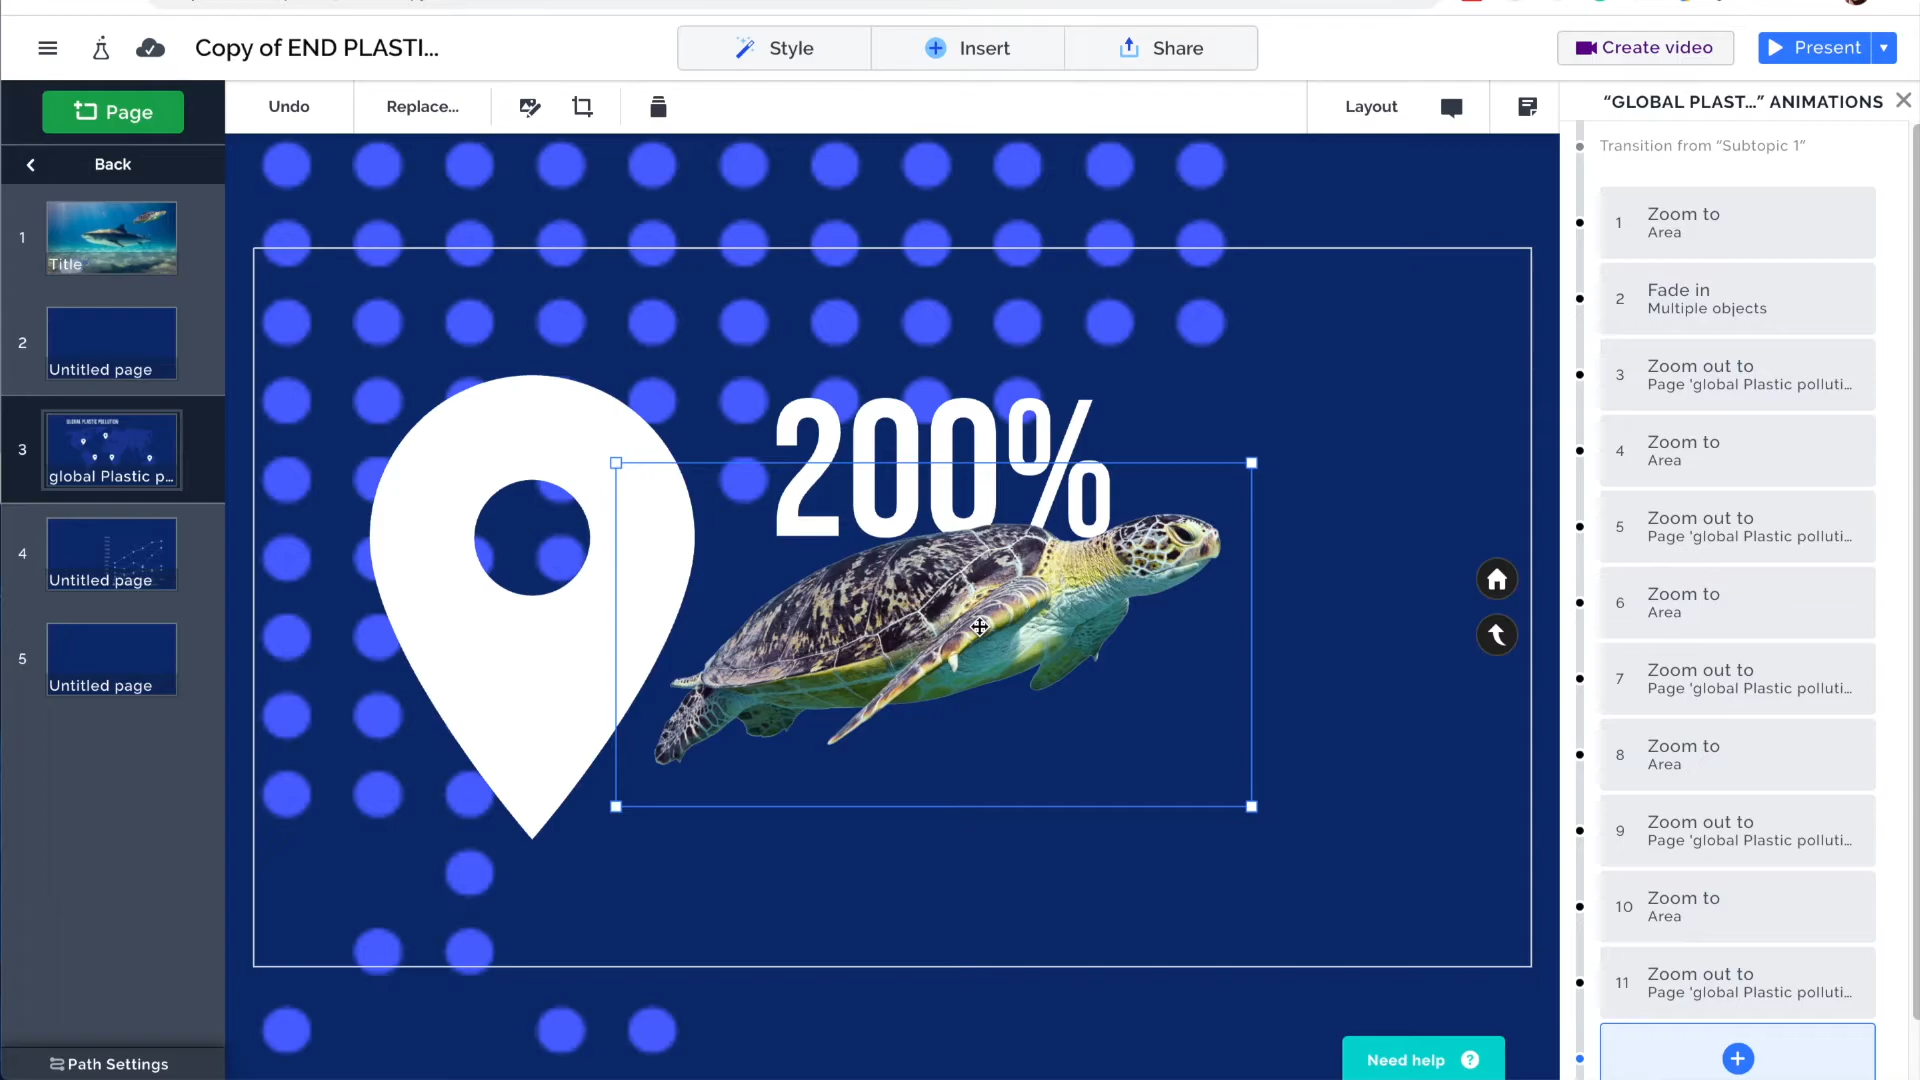 Copy of END PLASTI...
Style
Insert
Share
Create video
Present
Page
Undo
Replace...
Layout
"GLOBAL PLAST..." ANIMATIONS
Back
Transition from "Subtopic 1"
1
Title
2
Untitled page
3
GLOBAL PLASTIC POLLUTION
global Plastic p...
4
Untitled page
5
Untitled page
Path Settings
200%
1 Zoom to
Area
2 Fade in
Multiple objects
3 Zoom out to
Page 'global Plastic polluti...
4 Zoom to
Area
5 Zoom out to
Page 'global Plastic polluti...
6 Zoom to
Area
7 Zoom out to
Page 'global Plastic polluti...
8 Zoom to
Area
9 Zoom out to
Page 'global Plastic polluti...
10 Zoom to
Area
11 Zoom out to
Page 'global Plastic polluti...
Need help ?